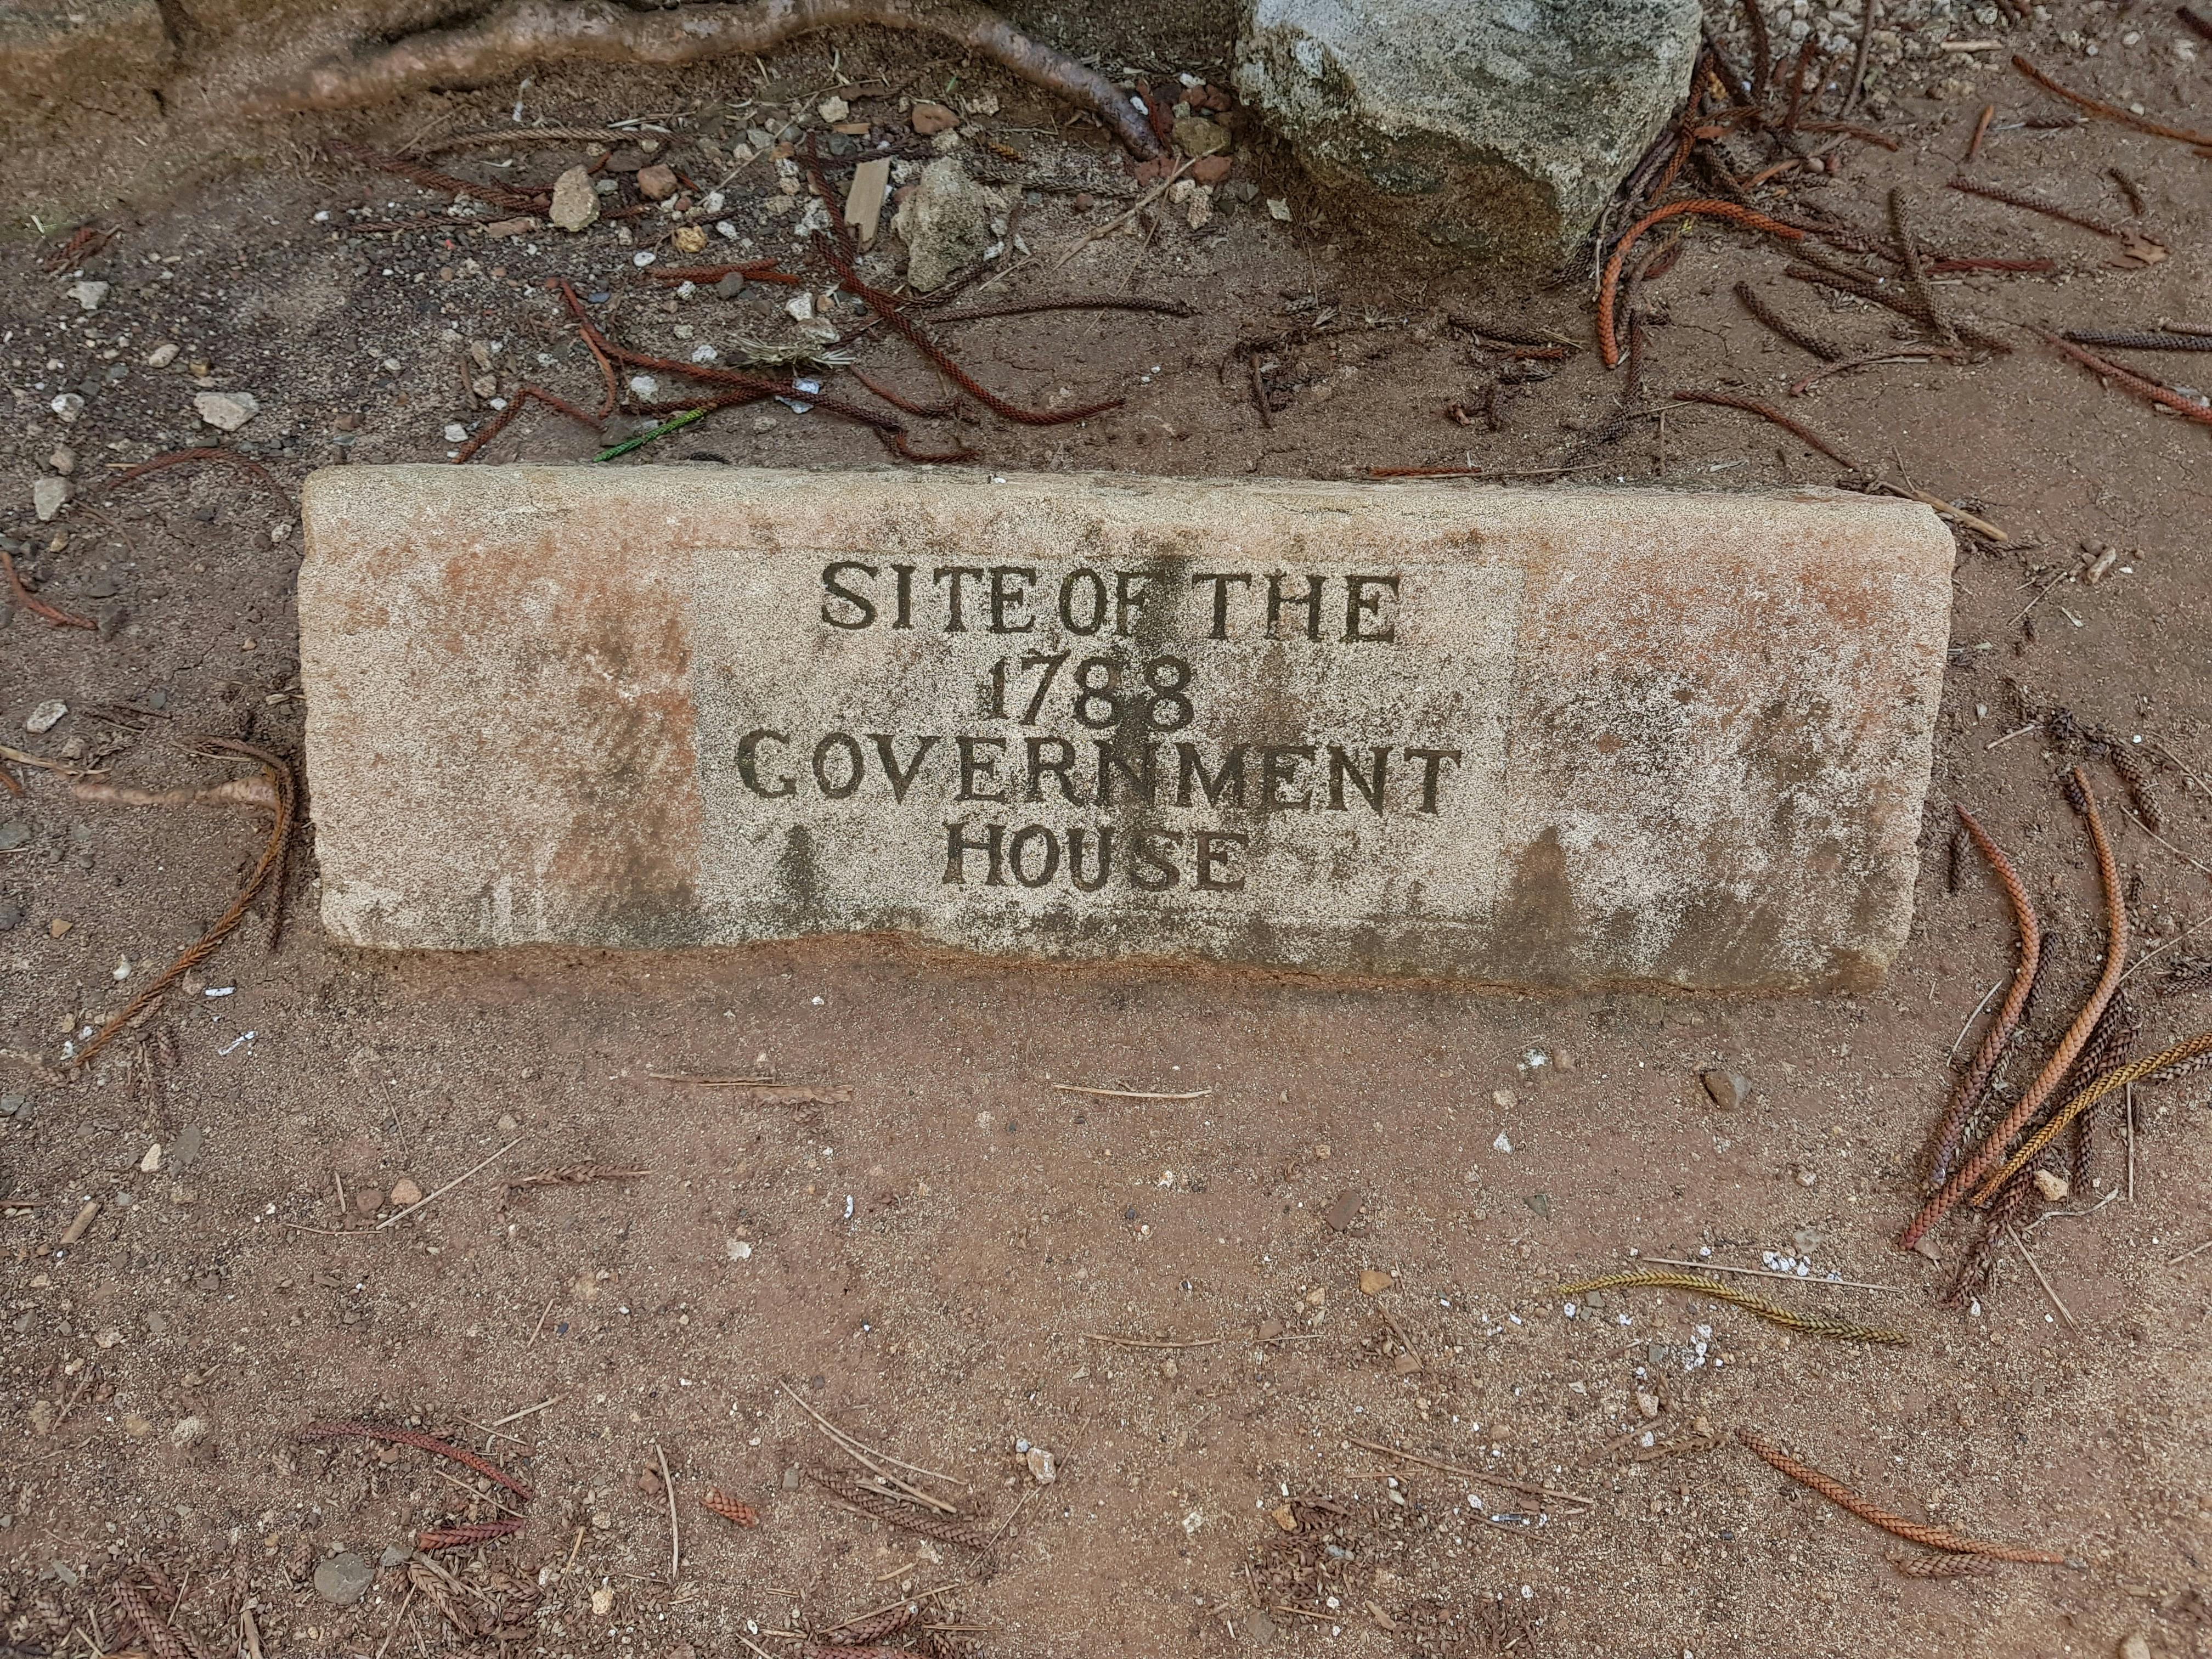 SITE OF THE
1788
GOVERNMENT
HOUSE